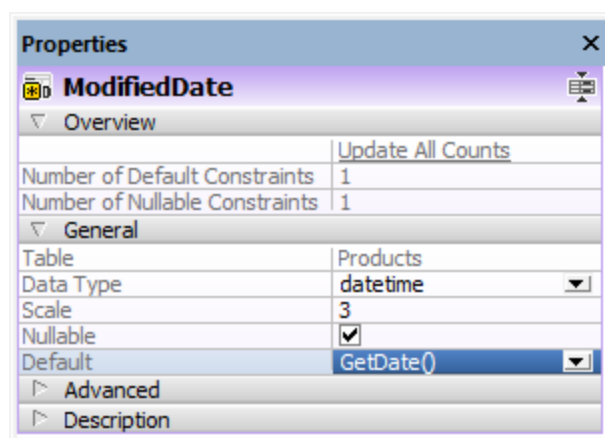 Properties
ModifiedDate
Overview
Update All Counts
Number of Default Constraints 1
Number of Nullable Constraints 1
General
Table Products
Data Type datetime
Scale 3
Nullable
Default GetDate()
Advanced
Description